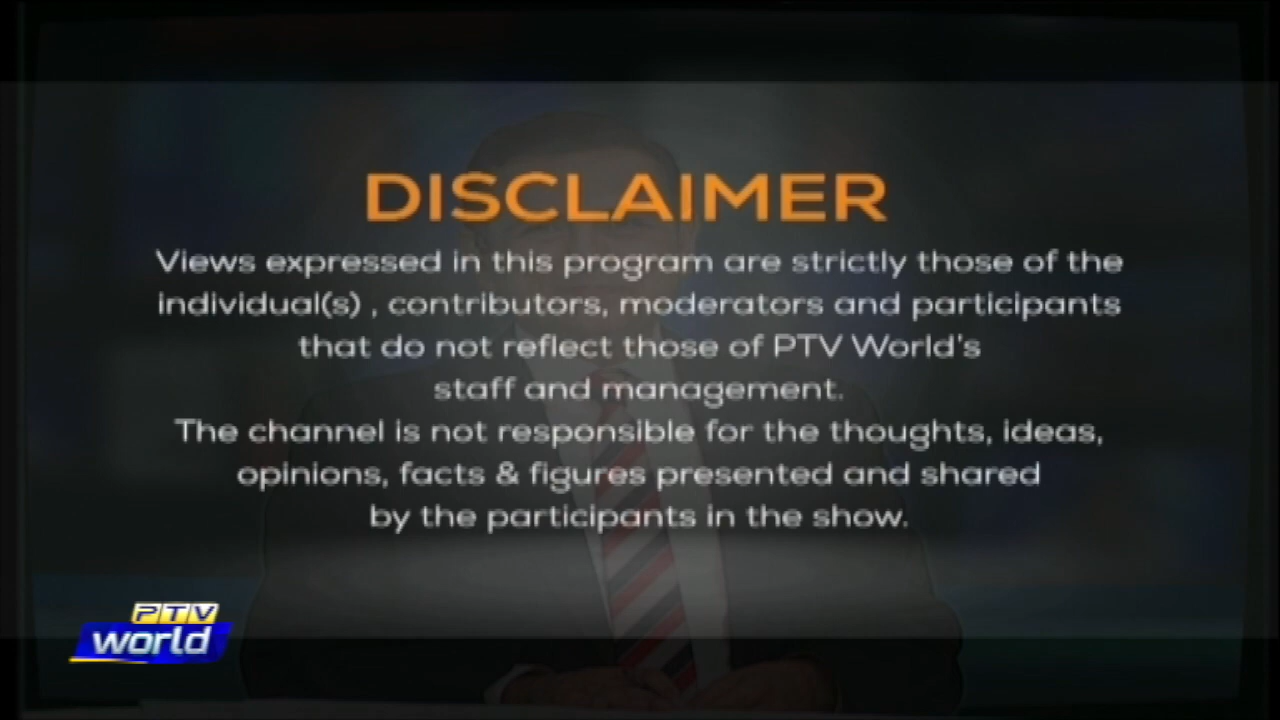 DISCLAIMER
Views expressed in this program are strictly those of the
individual(s) , contributors, moderators and participants
that do not reflect those of PTV World's
staff and management.
The channel is not responsible for the thoughts, ideas,
opinions, facts & figures presented and shared
by the participants in the show.
PTV
world